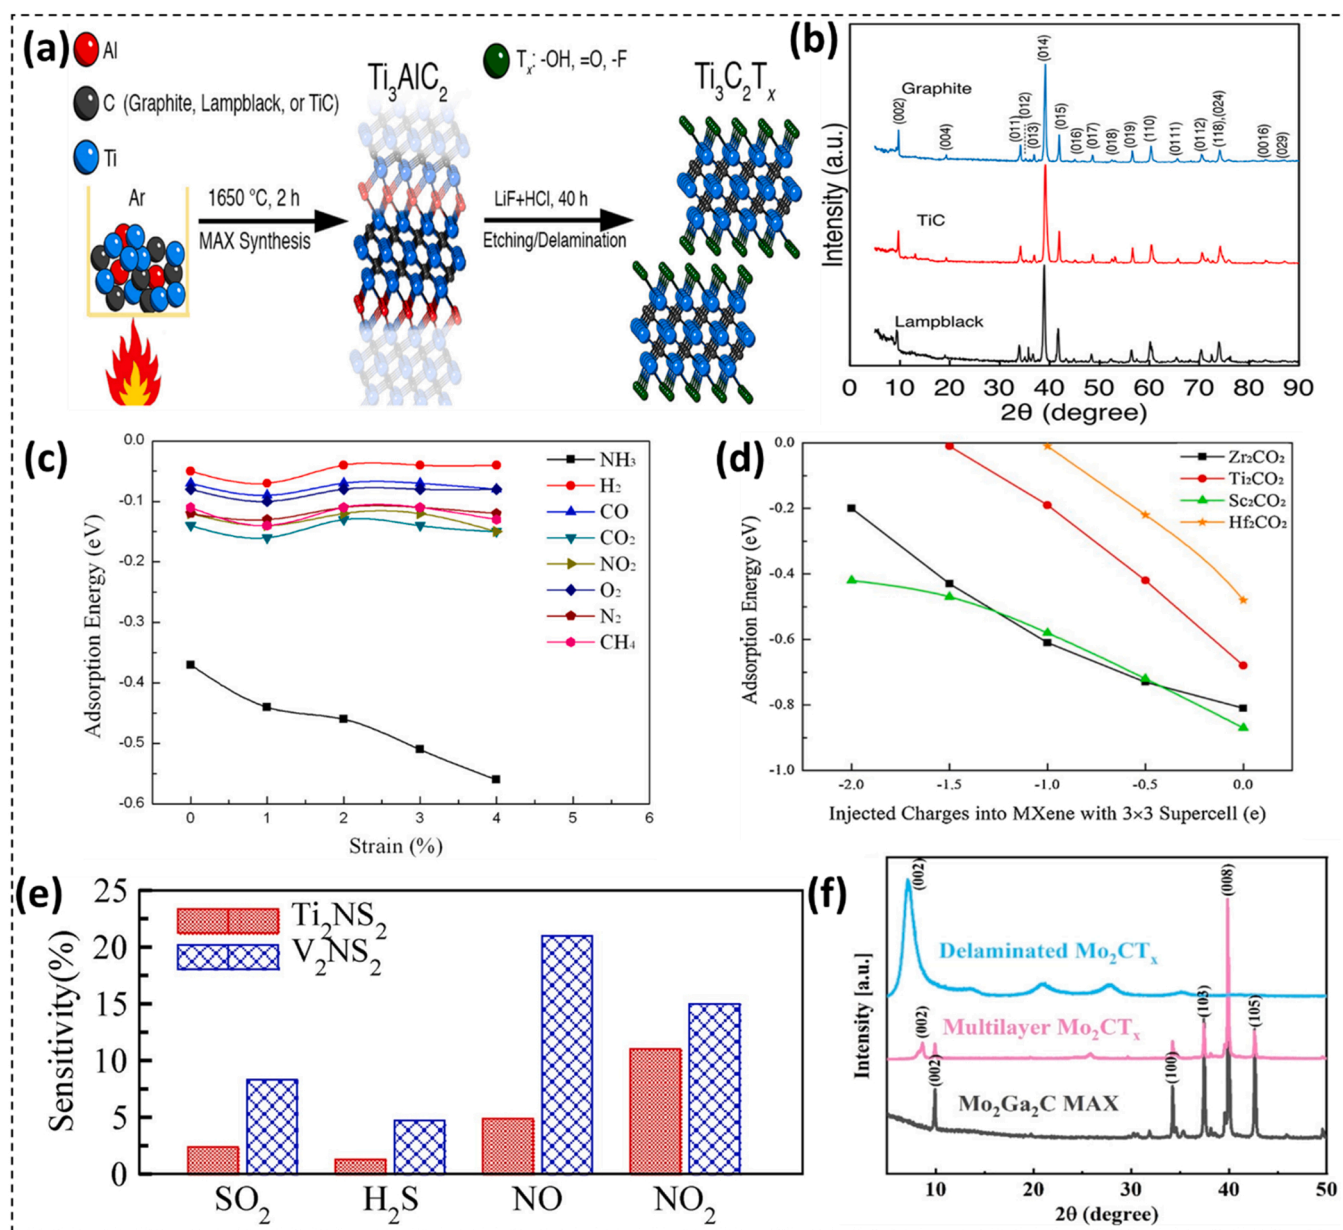 (a)
Al
C (Graphite, Lampblack, or TiC)
Ti
Ar
1650 °C, 2 h
MAX Synthesis
Ti₃AlC₂
Tₓ: -OH, =O, -F
LiF+HCl, 40 h
Etching/Delamination
Ti₃C₂Tₓ
(b)
Intensity (a.u.)
Graphite
TiC
Lampblack
(002)
(004)
(011)
(012)
(013)
(014)
(015)
(016)
(017)
(018)
(019)
(110)
(0111)
(0112)
(118),(024)
(0016)
(029)
0 10 20 30 40 50 60 70 80 90
2θ (degree)
(c)
Adsorption Energy (eV)
0.0
-0.1
-0.2
-0.3
-0.4
-0.5
-0.6
NH₃
H₂
CO
CO₂
NO₂
O₂
N₂
CH₄
0 1 2 3 4 5 6
Strain (%)
(d)
Adsorption Energy (eV)
0.0
-0.2
-0.4
-0.6
-0.8
-1.0
Zr₂CO₂
Ti₂CO₂
Sc₂CO₂
Hf₂CO₂
-2.0 -1.5 -1.0 -0.5 0.0
Injected Charges into MXene with 3×3 Supercell (e)
(e)
Sensitivity(%)
25
20
15
10
5
0
Ti₂NS₂
V₂NS₂
SO₂ H₂S NO NO₂
(f)
Intensity [a.u.]
(002)
Delaminated Mo₂CTₓ
(002)
Multilayer Mo₂CTₓ
(002)
Mo₂Ga₂C MAX
(100)
(103)
(008)
(105)
10 20 30 40 50
2θ (degree)